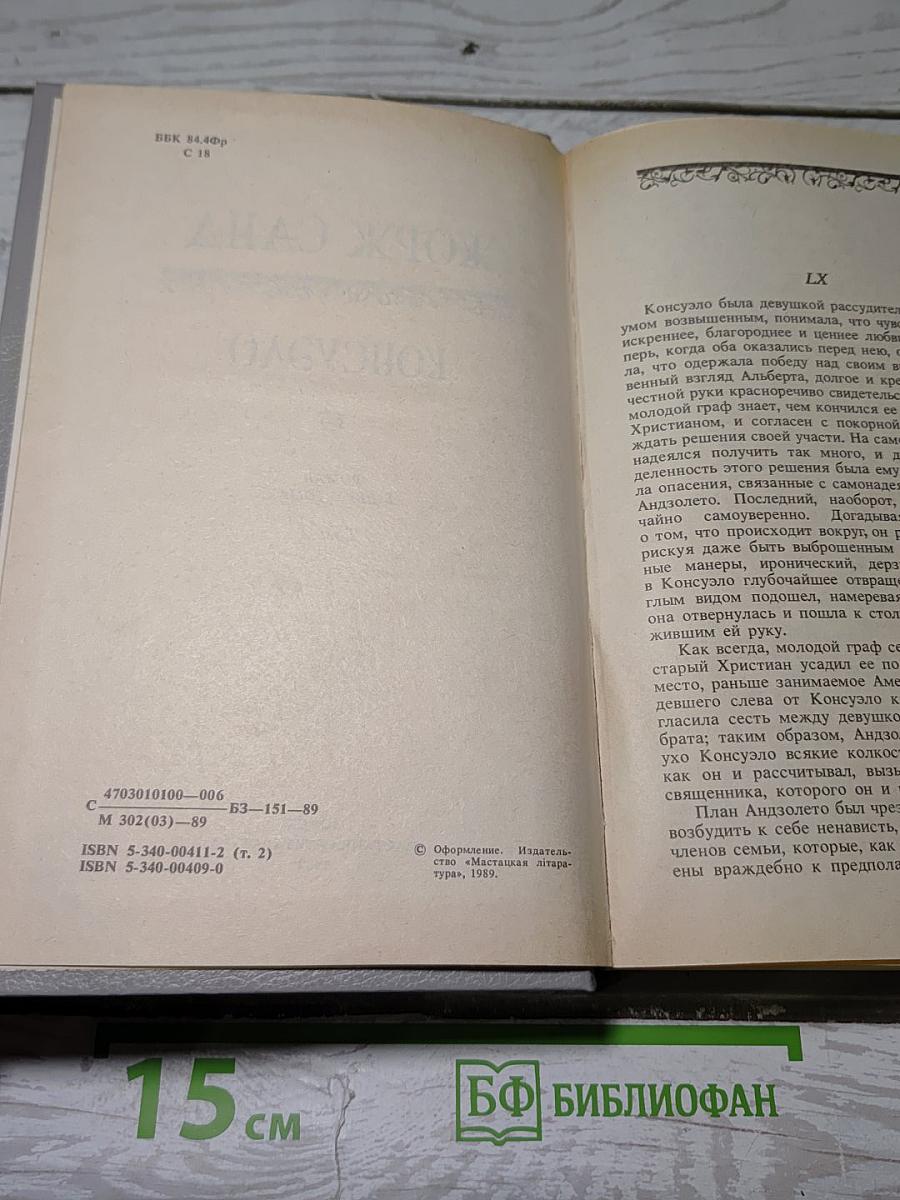 ББК 84.4Фр
С 18
4703010100—006
С ——— БЗ—151—89
М 302(03)—89
ISBN 5-340-00411-2 (т. 2)
ISBN 5-340-00409-0
© Оформление. Издатель-
ство «Мастацкая літара-
тура», 1989.
LX
Консуэло была девушкой рассудител
умом возвышенным, понимала, что чувс
искреннее, благороднее и ценнее любв
перь, когда оба оказались перед нею, о
ла, что одержала победу над своим в
венный взгляд Альберта, долгое и кре
честной руки красноречиво свидетельс
молодой граф знает, чем кончился ее
Христианом, и согласен с покорной
ждать решения своей участи. На само
надеялся получить так много, и д
деленность этого решения была ему
ла опасения, связанные с самонадея
Андзолето. Последний, наоборот,
чайно самоуверенно. Догадывая
о том, что происходит вокруг, он р
рискуя даже быть выброшенным
ные манеры, иронический, дерз
в Консуэло глубочайшее отвраще
глым видом подошел, намеревая
она отвернулась и пошла к стол
жившим ей руку.
Как всегда, молодой граф се
старый Христиан усадил ее по
место, раньше занимаемое Аме
девшего слева от Консуэло к
гласила сесть между девушко
брата; таким образом, Андзол
ухо Консуэло всякие колкос
как он и рассчитывал, вызы
священника, которого он и
План Андзолето был чрез
возбудить к себе ненависть,
членов семьи, которые, как
ены враждебно к предпола
15 см
БФ БИБЛИОФАН